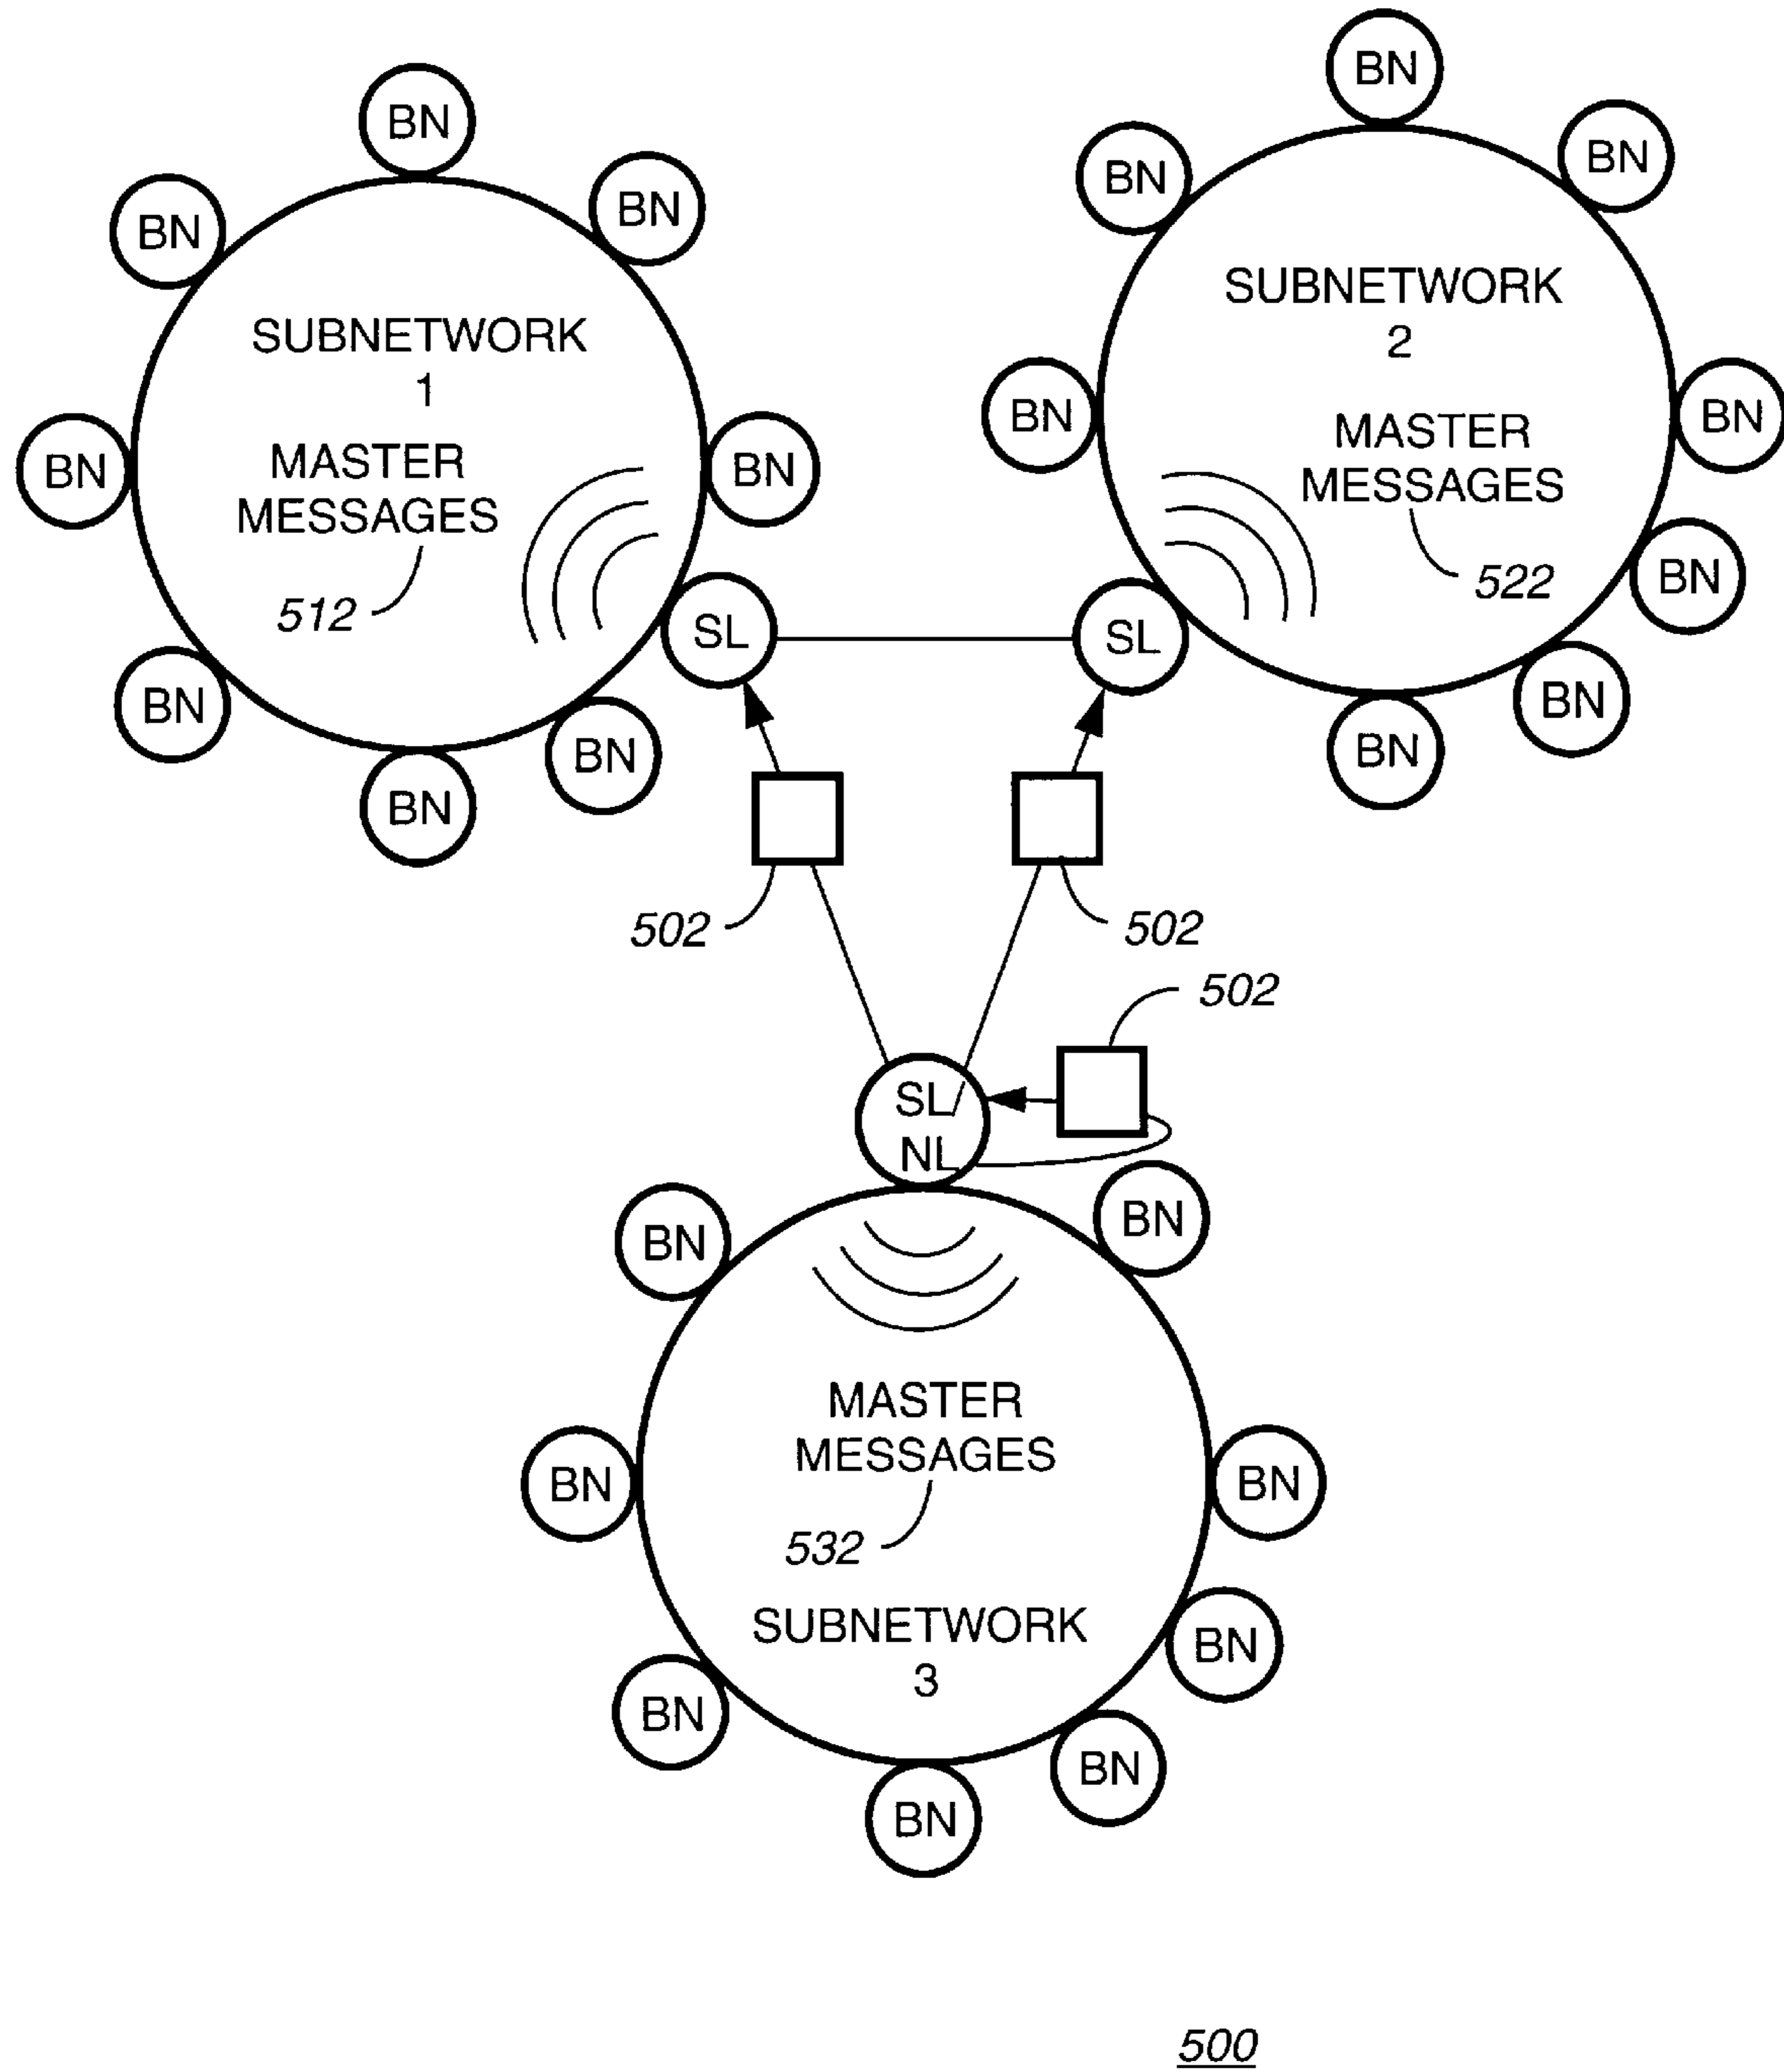 BN
BN
BN
BN
BN
BN
SUBNETWORK
2
SUBNETWORK
1
BN
BN
MASTER
MESSAGES
MASTER
MESSAGES
BN
BN
522
BN
512
SL
SL
BN
BN
BN
BN
BN
BN
502
502
502
SL/
NL
BN
BN
MASTER
MESSAGES
BN
BN
532
SUBNETWORK
3
BN
BN
BN
BN
500